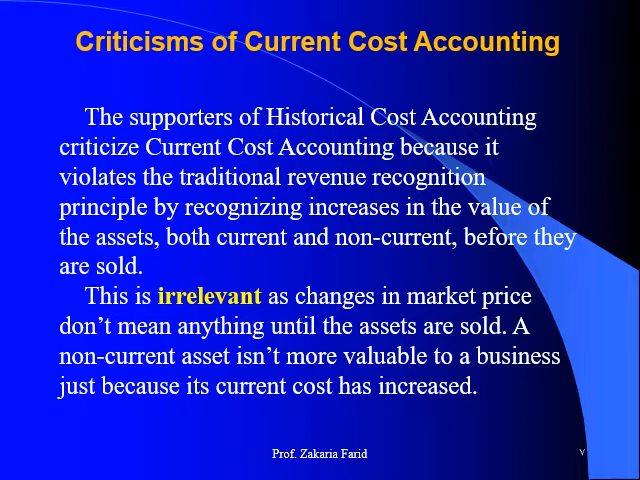 Criticisms of Current Cost Accounting
The supporters of Historical Cost Accounting
criticize Current Cost Accounting because it
violates the traditional revenue recognition
principle by recognizing increases in the value of
the assets, both current and non-current, before they
are sold.
This is irrelevant as changes in market price
don’t mean anything until the assets are sold. A
non-current asset isn’t more valuable to a business
just because its current cost has increased.
Prof. Zakaria Farid
٧